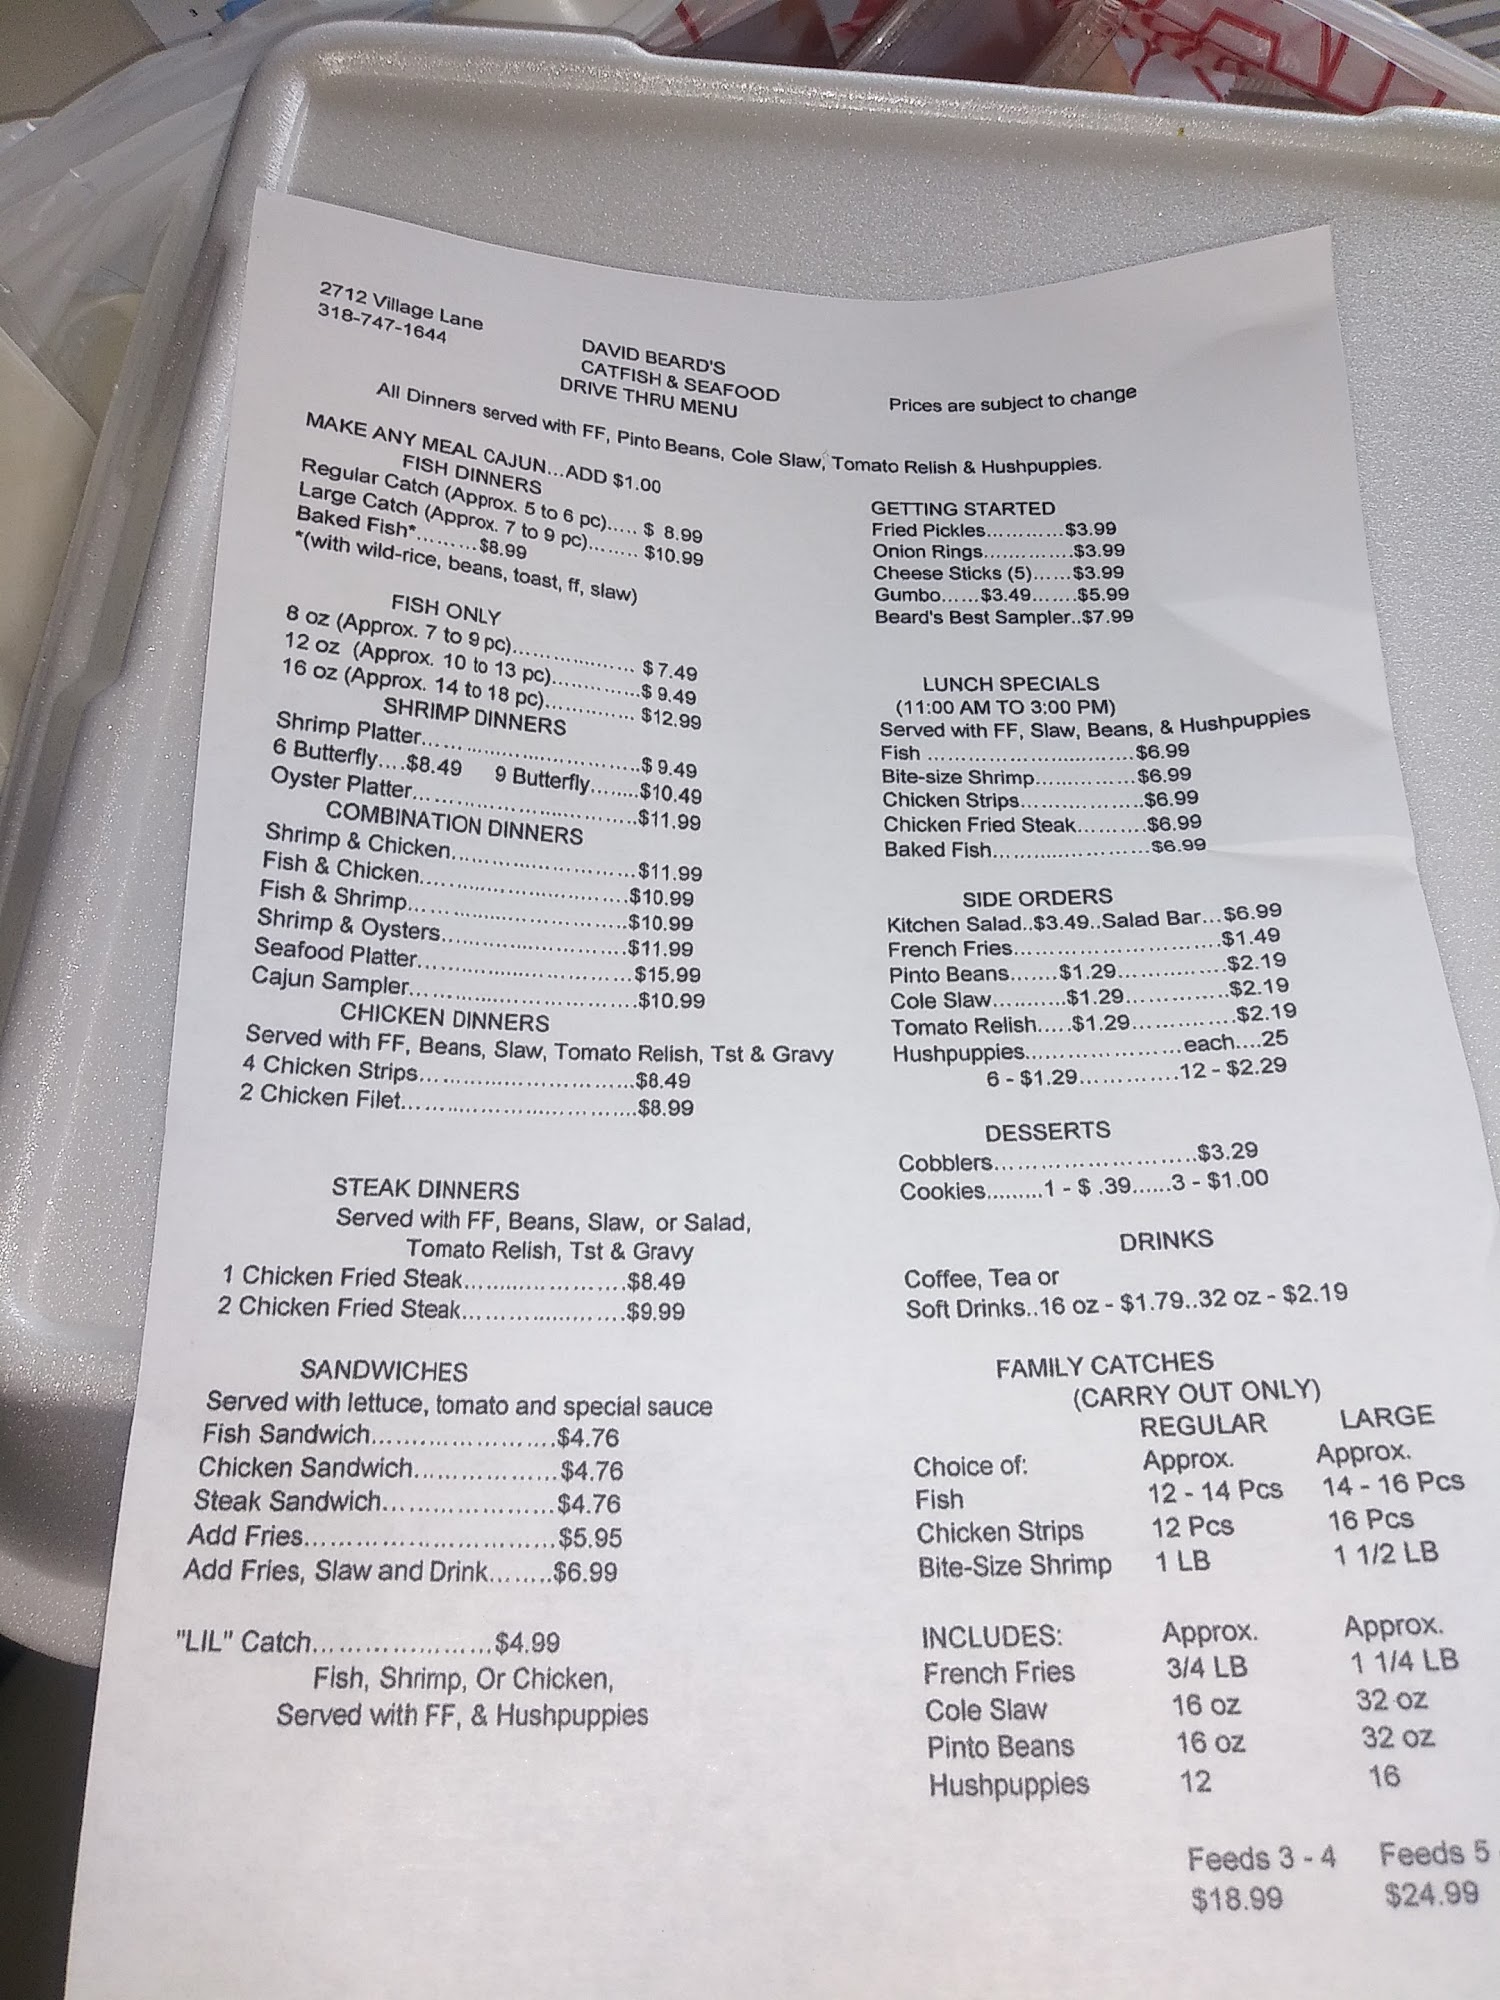 2712 Village Lane
318-747-1644
DAVID BEARD'S
CATFISH & SEAFOOD
DRIVE THRU MENU
Prices are subject to change
All Dinners served with FF, Pinto Beans, Cole Slaw, Tomato Relish & Hushpuppies.
MAKE ANY MEAL CAJUN...ADD $1.00
FISH DINNERS
Regular Catch (Approx. 5 to 6 pc)..... $ 8.99
Large Catch (Approx. 7 to 9 pc)........ $10.99
Baked Fish*.........$8.99
*(with wild-rice, beans, toast, ff, slaw)
FISH ONLY
8 oz (Approx. 7 to 9 pc)..................... $ 7.49
12 oz (Approx. 10 to 13 pc)...............$ 9.49
16 oz (Approx. 14 to 18 pc)............... $12.99
SHRIMP DINNERS
Shrimp Platter.....................................$ 9.49
6 Butterfly....$8.49 9 Butterfly........$10.49
Oyster Platter......................................$11.99
COMBINATION DINNERS
Shrimp & Chicken...............................$11.99
Fish & Chicken...................................$10.99
Fish & Shrimp.....................................$10.99
Shrimp & Oysters...............................$11.99
Seafood Platter...................................$15.99
Cajun Sampler.....................................$10.99
CHICKEN DINNERS
Served with FF, Beans, Slaw, Tomato Relish, Tst & Gravy
4 Chicken Strips..................................$8.49
2 Chicken Filet.....................................$8.99
STEAK DINNERS
Served with FF, Beans, Slaw, or Salad,
Tomato Relish, Tst & Gravy
1 Chicken Fried Steak.........................$8.49
2 Chicken Fried Steak.........................$9.99
SANDWICHES
Served with lettuce, tomato and special sauce
Fish Sandwich..........................$4.76
Chicken Sandwich....................$4.76
Steak Sandwich........................$4.76
Add Fries...................................$5.95
Add Fries, Slaw and Drink........$6.99
"LIL" Catch........................$4.99
Fish, Shrimp, Or Chicken,
Served with FF, & Hushpuppies
GETTING STARTED
Fried Pickles.............$3.99
Onion Rings..............$3.99
Cheese Sticks (5)......$3.99
Gumbo......$3.49.......$5.99
Beard's Best Sampler..$7.99
LUNCH SPECIALS
(11:00 AM TO 3:00 PM)
Served with FF, Slaw, Beans, & Hushpuppies
Fish ..............................$6.99
Bite-size Shrimp...............$6.99
Chicken Strips...................$6.99
Chicken Fried Steak..........$6.99
Baked Fish.......................$6.99
SIDE ORDERS
Kitchen Salad..$3.49..Salad Bar...$6.99
French Fries...............................$1.49
Pinto Beans.......$1.29................$2.19
Cole Slaw...........$1.29................$2.19
Tomato Relish.....$1.29................$2.19
Hushpuppies.......................each....25
6 - $1.29.............12 - $2.29
DESSERTS
Cobblers..............................$3.29
Cookies.........1 - $ .39......3 - $1.00
DRINKS
Coffee, Tea or
Soft Drinks..16 oz - $1.79..32 oz - $2.19
FAMILY CATCHES
(CARRY OUT ONLY)
REGULAR LARGE
Choice of: Approx. Approx.
Fish 12 - 14 Pcs 14 - 16 Pcs
Chicken Strips 12 Pcs 16 Pcs
Bite-Size Shrimp 1 LB 1 1/2 LB
INCLUDES: Approx. Approx.
French Fries 3/4 LB 1 1/4 LB
Cole Slaw 16 oz 32 oz
Pinto Beans 16 oz 32 oz
Hushpuppies 12 16
Feeds 3 - 4 Feeds 5
$18.99 $24.99